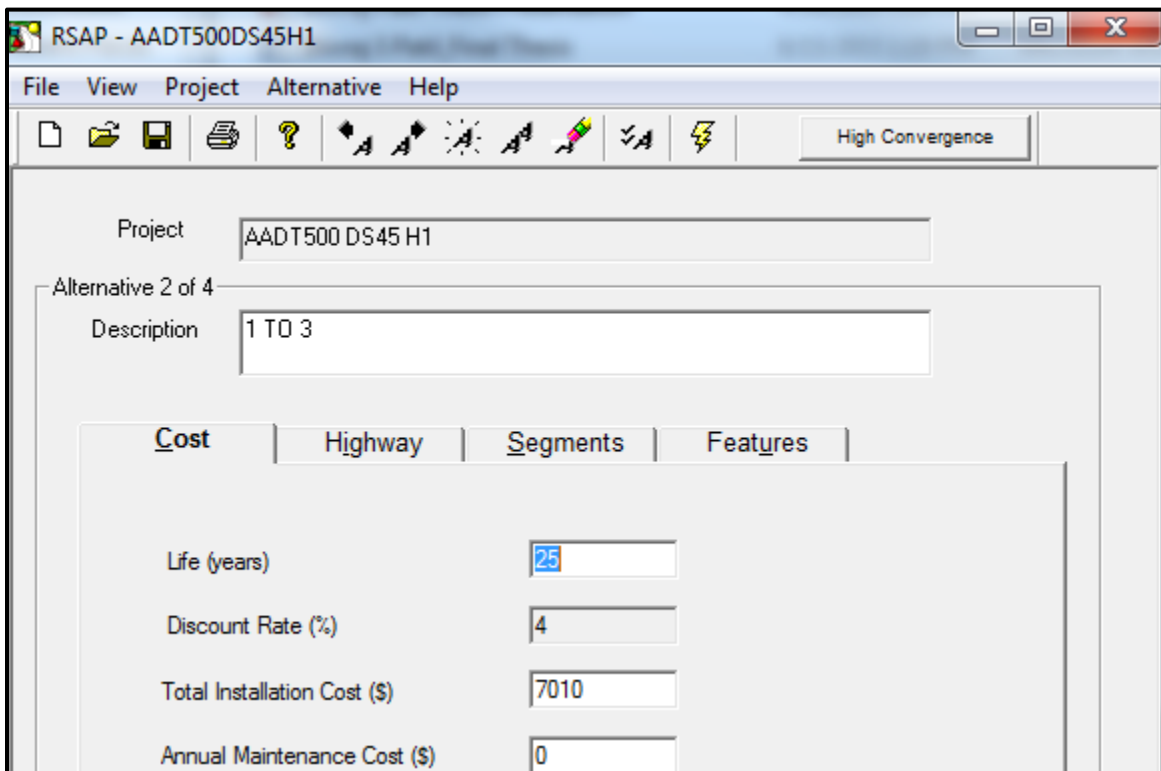 RSAP - AADT500DS45H1
File View Project Alternative Help
High Convergence
Project AADT500 DS45 H1
Alternative 2 of 4
Description 1 TO 3
Cost Highway Segments Features
Life (years) 25
Discount Rate (%) 4
Total Installation Cost ($) 7010
Annual Maintenance Cost ($) 0